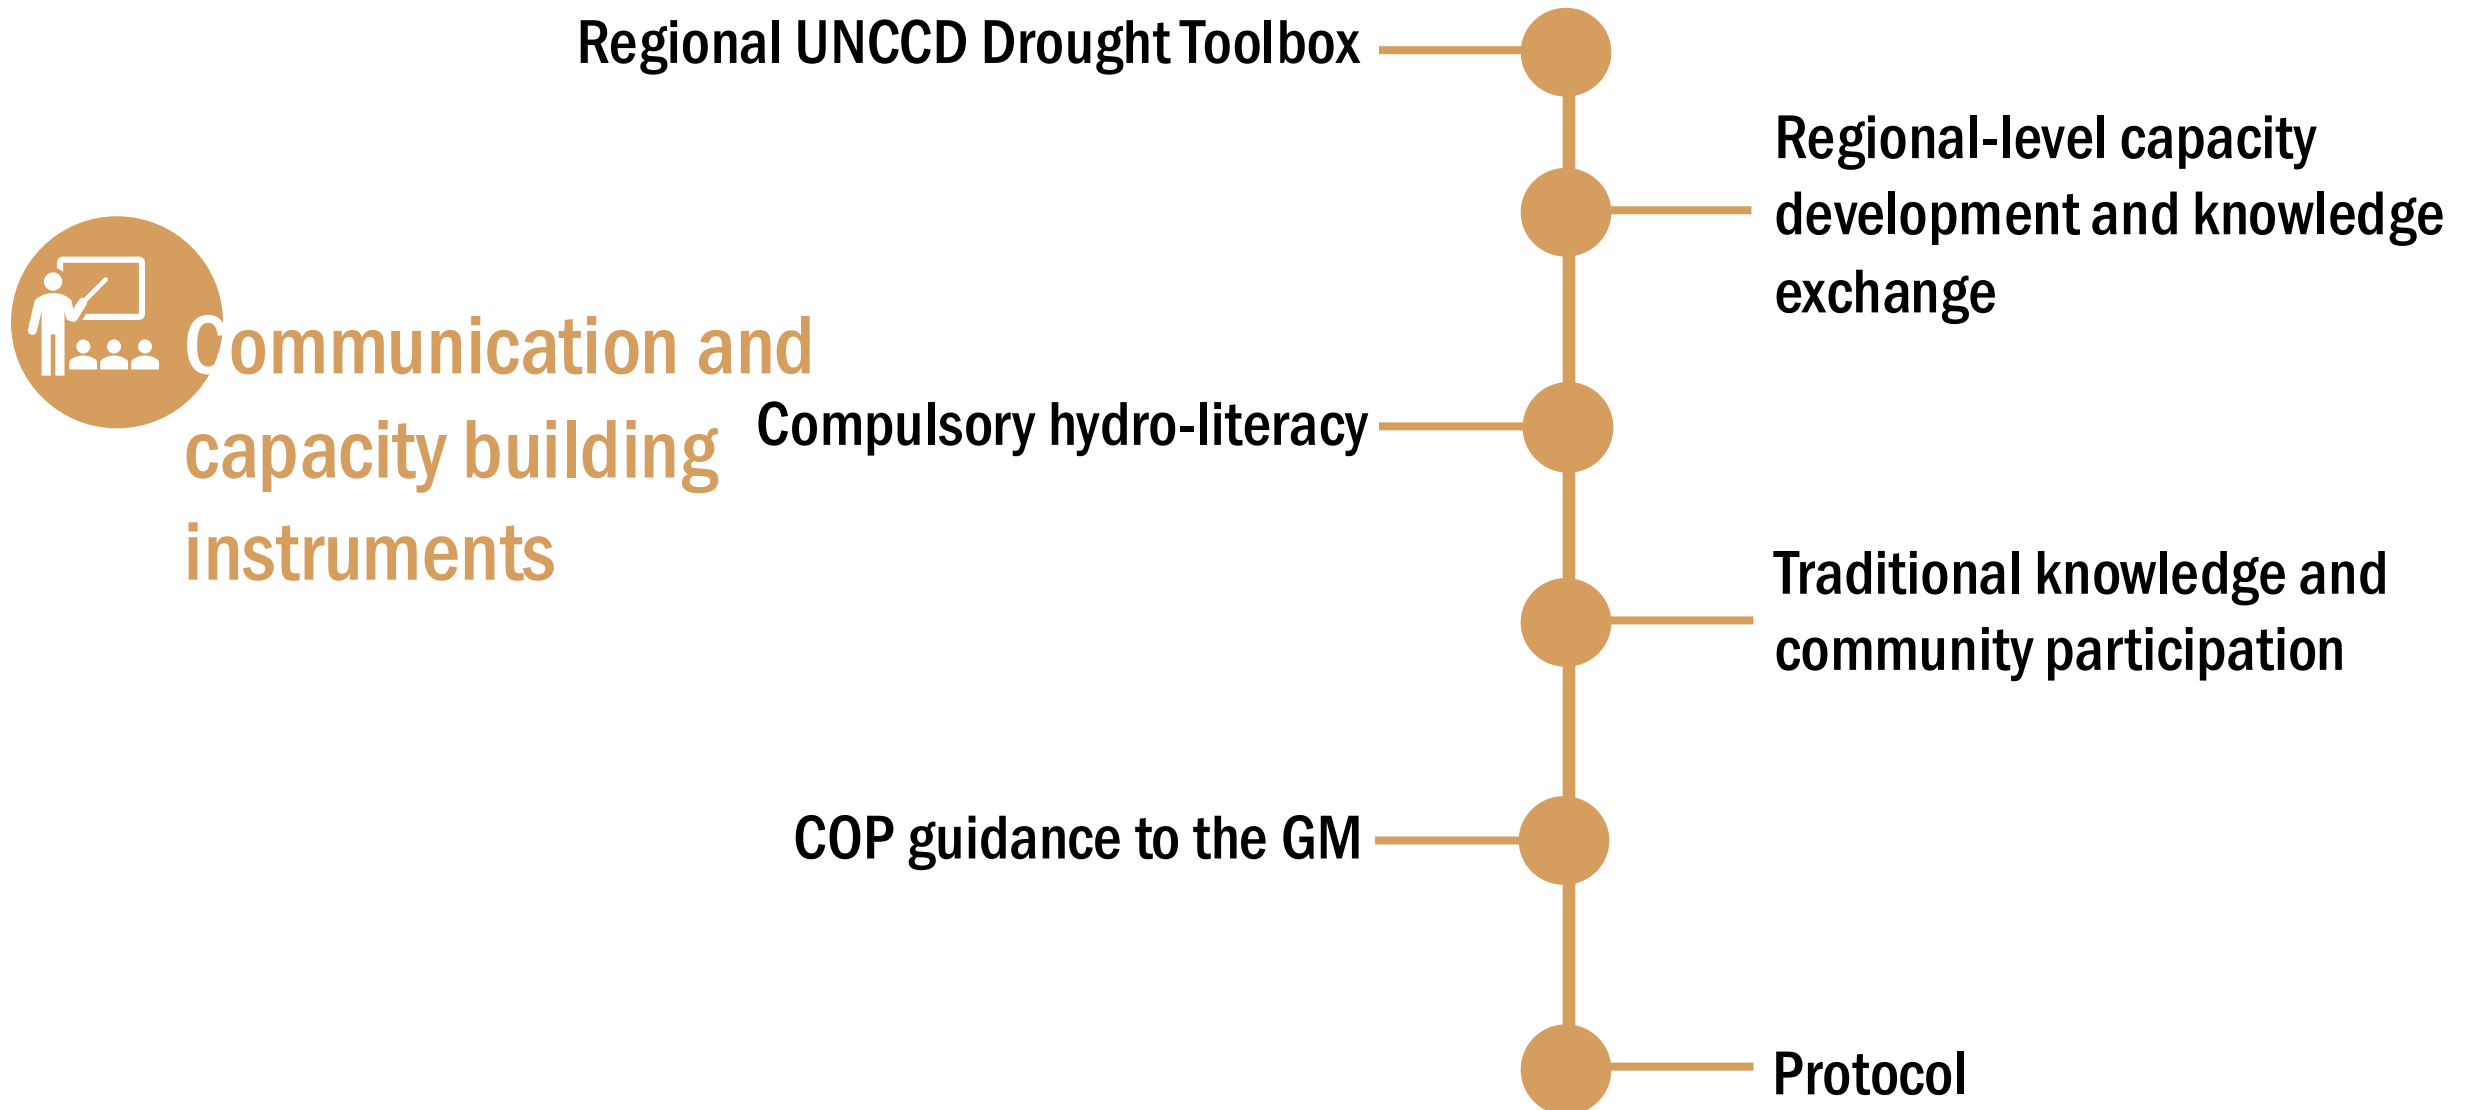 Regional UNCCD Drought Toolbox
Regional-level capacity
development and knowledge
exchange
Communication and
capacity building
instruments
Compulsory hydro-literacy
Traditional knowledge and
community participation
COP guidance to the GM
Protocol